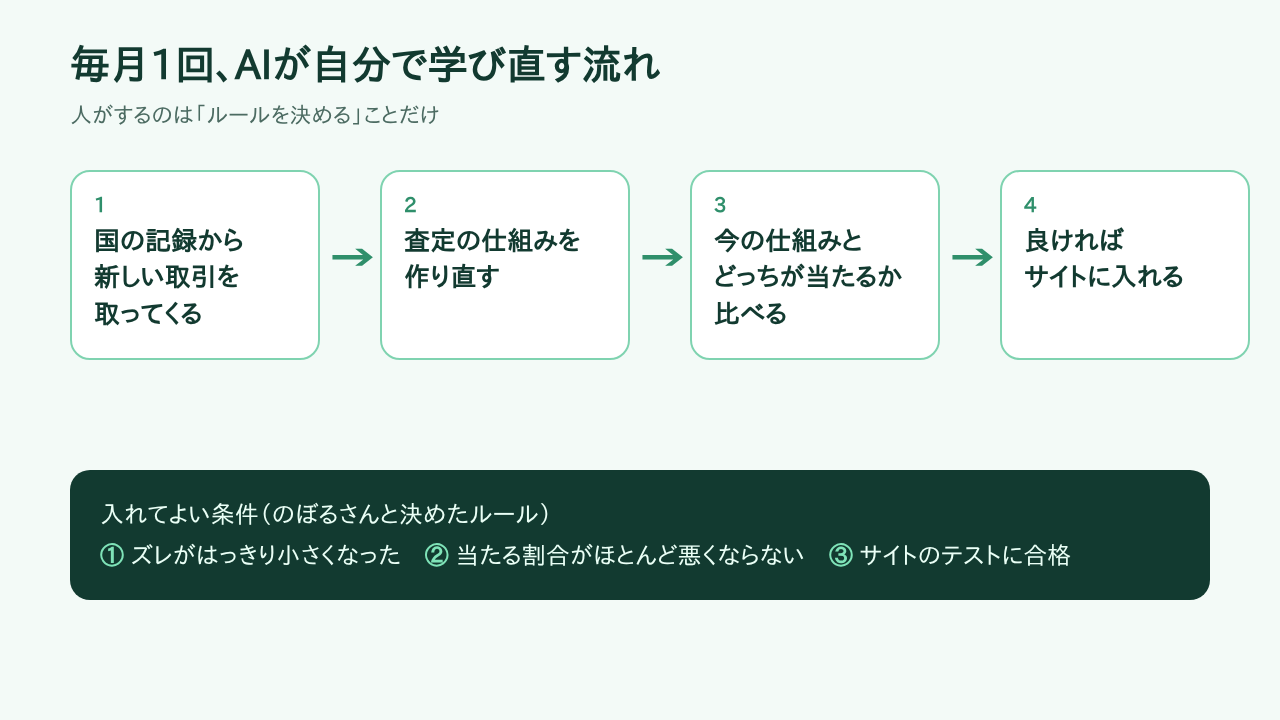 毎月1回、AIが自分で学び直す流れ
人がするのは「ルールを決める」ことだけ
1
国の記録から
新しい取引を
取ってくる
→
2
査定の仕組みを
作り直す
→
3
今の仕組みと
どっちが当たるか
比べる
→
4
良ければ
サイトに入れる
入れてよい条件（のぼるさんと決めたルール）
① ズレがはっきり小さくなった ② 当たる割合がほとんど悪くならない ③ サイトのテストに合格